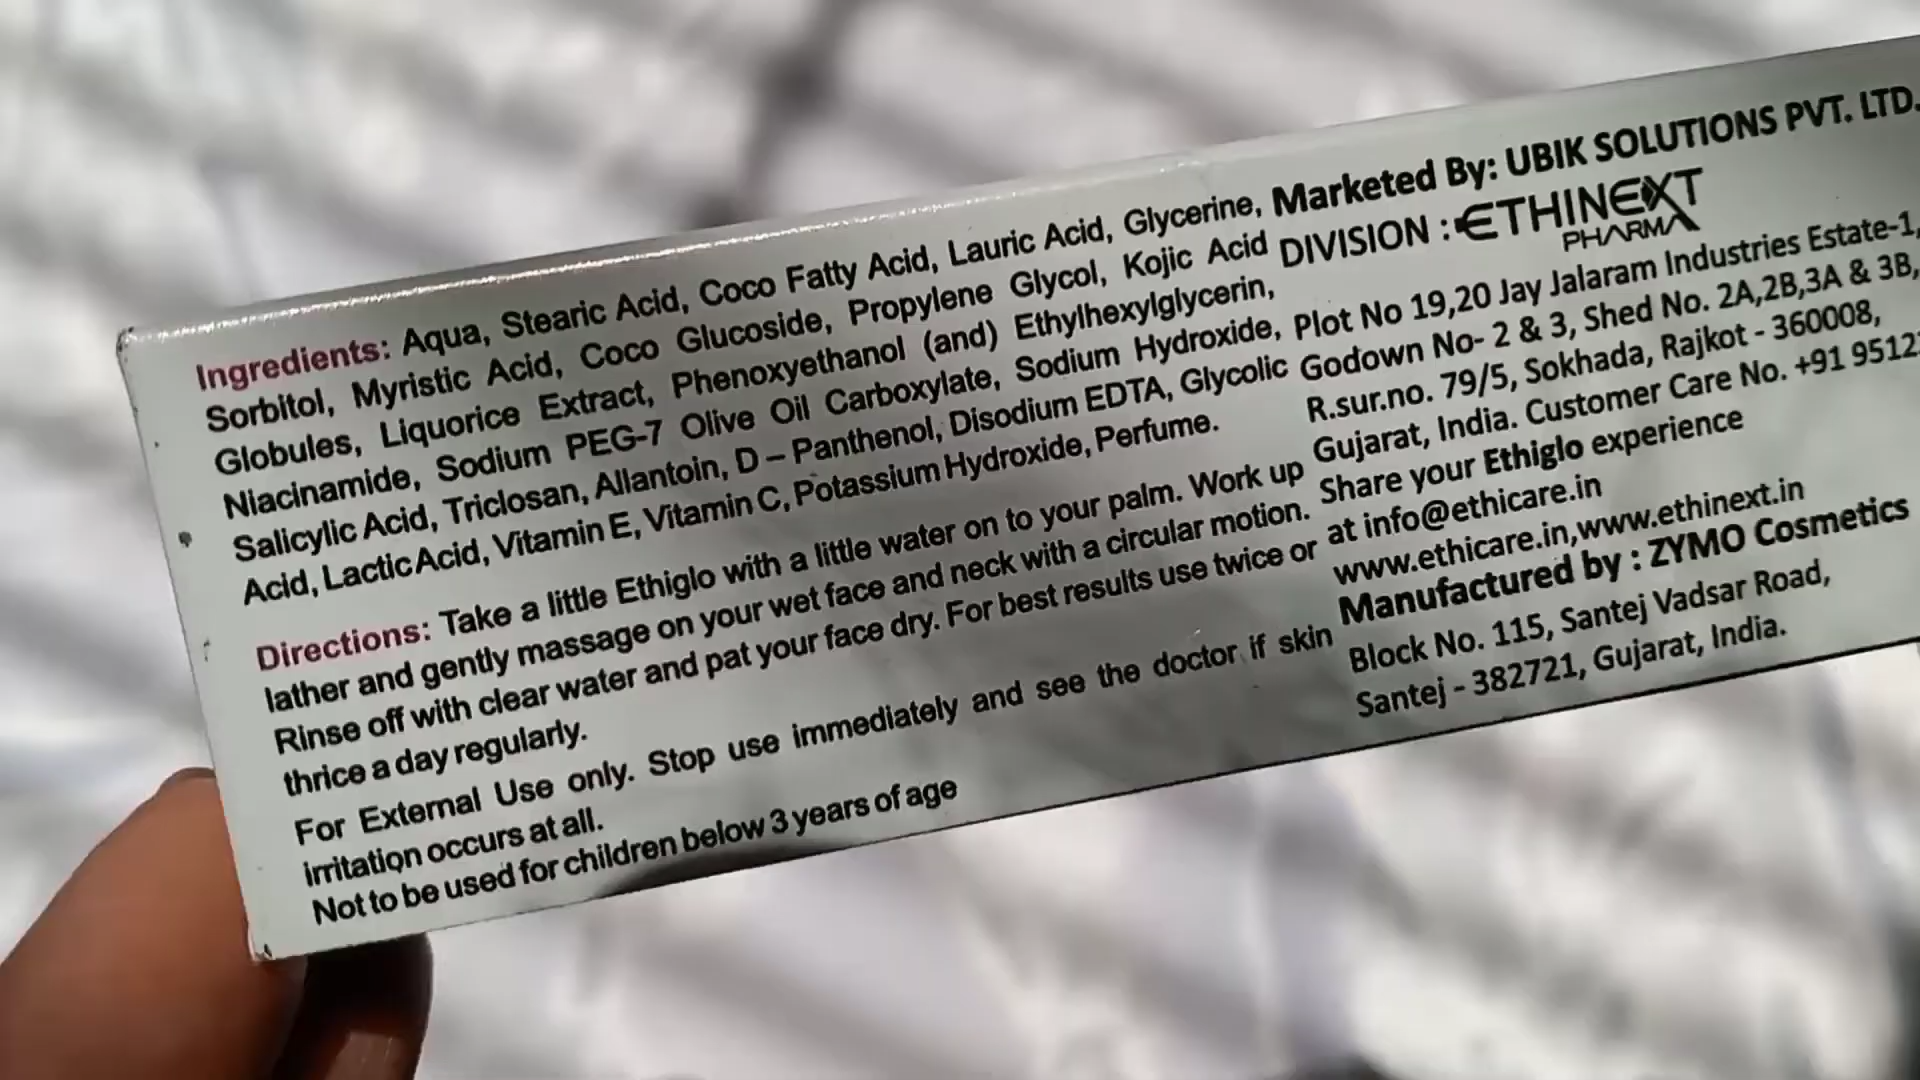 Ingredients: Aqua, Stearic Acid, Coco Fatty Acid, Lauric Acid, Glycerine,
Sorbitol, Myristic Acid, Coco Glucoside, Propylene Glycol, Kojic Acid
Globules, Liquorice Extract, Phenoxyethanol (and) Ethylhexylglycerin,
Niacinamide, Sodium PEG-7 Olive Oil Carboxylate, Sodium Hydroxide,
Salicylic Acid, Triclosan, Allantoin, D – Panthenol, Disodium EDTA, Glycolic
Acid, Lactic Acid, Vitamin E, Vitamin C, Potassium Hydroxide, Perfume.
Directions: Take a little Ethiglo with a little water on to your palm. Work up
lather and gently massage on your wet face and neck with a circular motion.
Rinse off with clear water and pat your face dry. For best results use twice or
thrice a day regularly.
For External Use only. Stop use immediately and see the doctor if skin
irritation occurs at all.
Not to be used for children below 3 years of age
Marketed By: UBIK SOLUTIONS PVT. LTD.
DIVISION : ETHINEXT
PHARMA
Plot No 19,20 Jay Jalaram Industries Estate-1,
Godown No- 2 & 3, Shed No. 2A,2B,3A & 3B,
R.sur.no. 79/5, Sokhada, Rajkot - 360008,
Gujarat, India. Customer Care No. +91 9512
Share your Ethiglo experience
at info@ethicare.in
www.ethicare.in,www.ethinext.in
Manufactured by : ZYMO Cosmetics
Block No. 115, Santej Vadsar Road,
Santej - 382721, Gujarat, India.